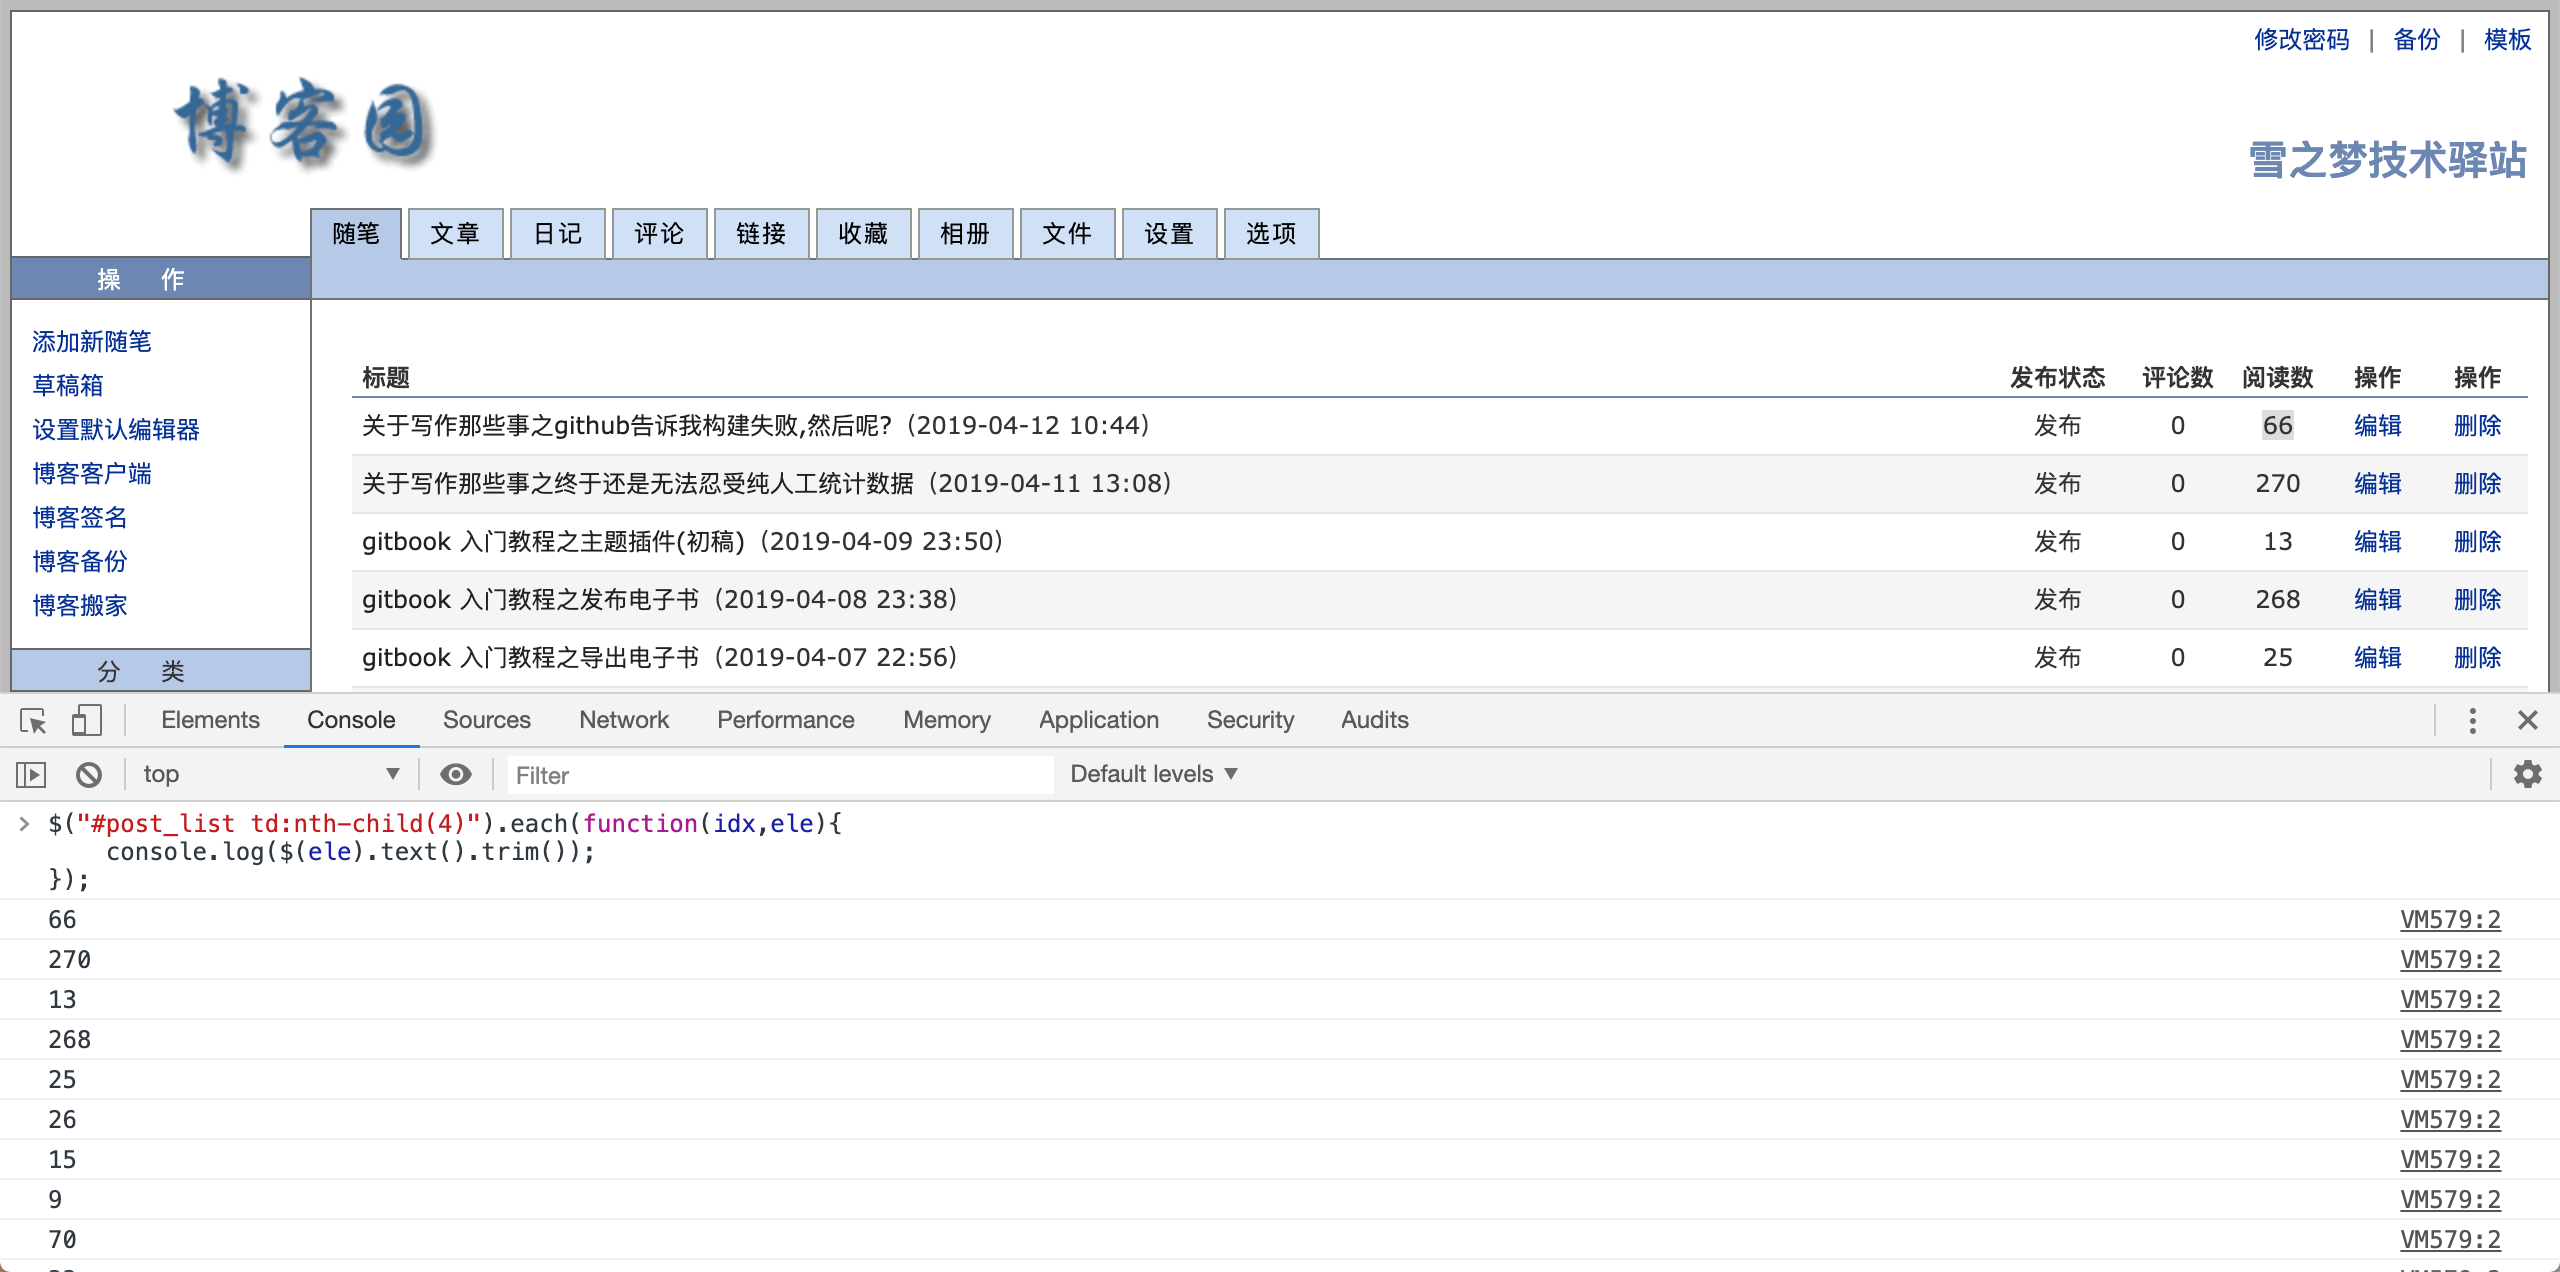 修改密码 | 备份 | 模板
博客园
雪之梦技术驿站
随笔 文章 日记 评论 链接 收藏 相册 文件 设置 选项
操 作
添加新随笔
草稿箱
设置默认编辑器
博客客户端
博客签名
博客备份
博客搬家
分 类
标题 发布状态 评论数 阅读数 操作 操作
关于写作那些事之github告诉我构建失败,然后呢?（2019-04-12 10:44） 发布 0 66 编辑 删除
关于写作那些事之终于还是无法忍受纯人工统计数据（2019-04-11 13:08） 发布 0 270 编辑 删除
gitbook 入门教程之主题插件(初稿)（2019-04-09 23:50） 发布 0 13 编辑 删除
gitbook 入门教程之发布电子书（2019-04-08 23:38） 发布 0 268 编辑 删除
gitbook 入门教程之导出电子书（2019-04-07 22:56） 发布 0 25 编辑 删除
Elements Console Sources Network Performance Memory Application Security Audits
top Filter Default levels
$("#post_list td:nth-child(4)").each(function(idx,ele){
console.log($(ele).text().trim());
});
66 VM579:2
270 VM579:2
13 VM579:2
268 VM579:2
25 VM579:2
26 VM579:2
15 VM579:2
9 VM579:2
70 VM579:2